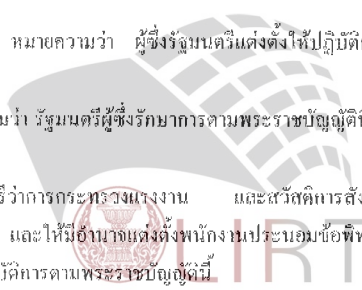 หมายความว่า ผู้ซึ่งรัฐมนตรีแต่งตั้งให้ปฏิบัติ
ว่า รัฐมนตรีผู้ซึ่งรักษาการตามพระราชบัญญัติ
ว่าการกระทรวงแรงงาน และสวัสดิการสัง
และให้มีอำนาจแต่งตั้งพนักงานประนอมข้อพิ
บัติการตามพระราชบัญญัตินี้
LIRT